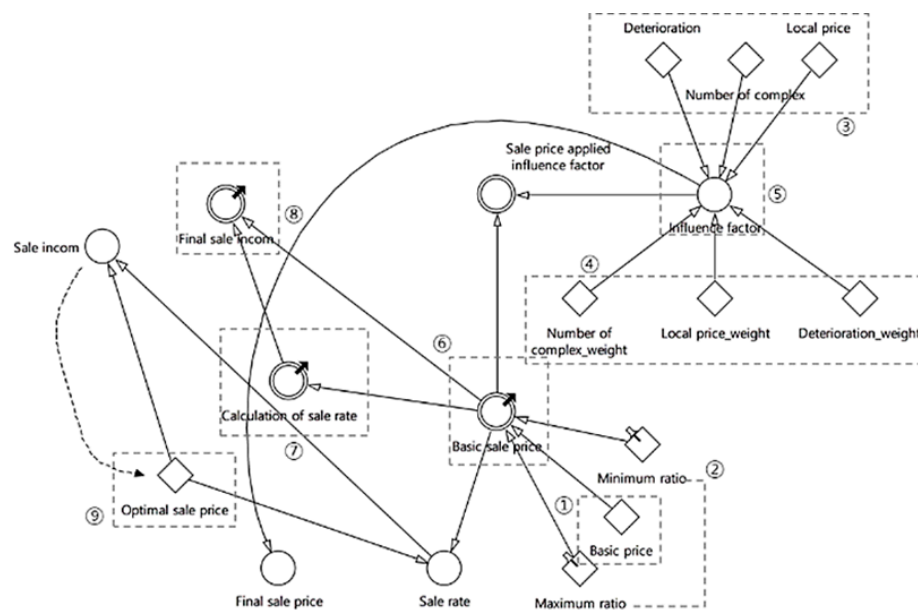 Deterioration
Local price
Number of complex
③
Sale price applied
influence factor
⑤
Influence factor
⑧
Final sale incom
Sale incom
④
Number of
complex_weight
Local price_weight
Deterioration_weight
⑥
Calculation of sale rate
Basic sale price
⑦
Minimum ratio
②
①
Optimal sale price
⑨
Basic price
Final sale price
Sale rate
Maximum ratio